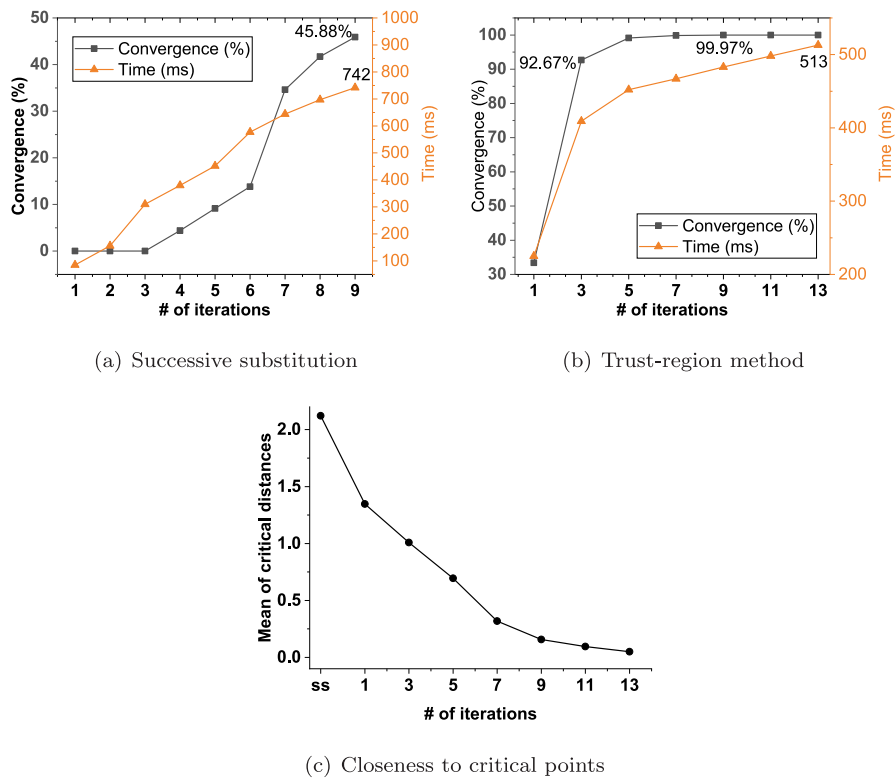 50
40
30
20
10
0
Convergence (%)
1000
900
800
700
600
500
400
300
200
100
Time (ms)
Convergence (%)
Time (ms)
45.88%
742
1 2 3 4 5 6 7 8 9
# of iterations
(a) Successive substitution
100
90
80
70
60
50
40
30
Convergence (%)
500
400
300
200
Time (ms)
92.67%
99.97%
513
Convergence (%)
Time (ms)
1 3 5 7 9 11 13
# of iterations
(b) Trust-region method
2.0
1.5
1.0
0.5
0.0
Mean of critical distances
ss 1 3 5 7 9 11 13
# of iterations
(c) Closeness to critical points